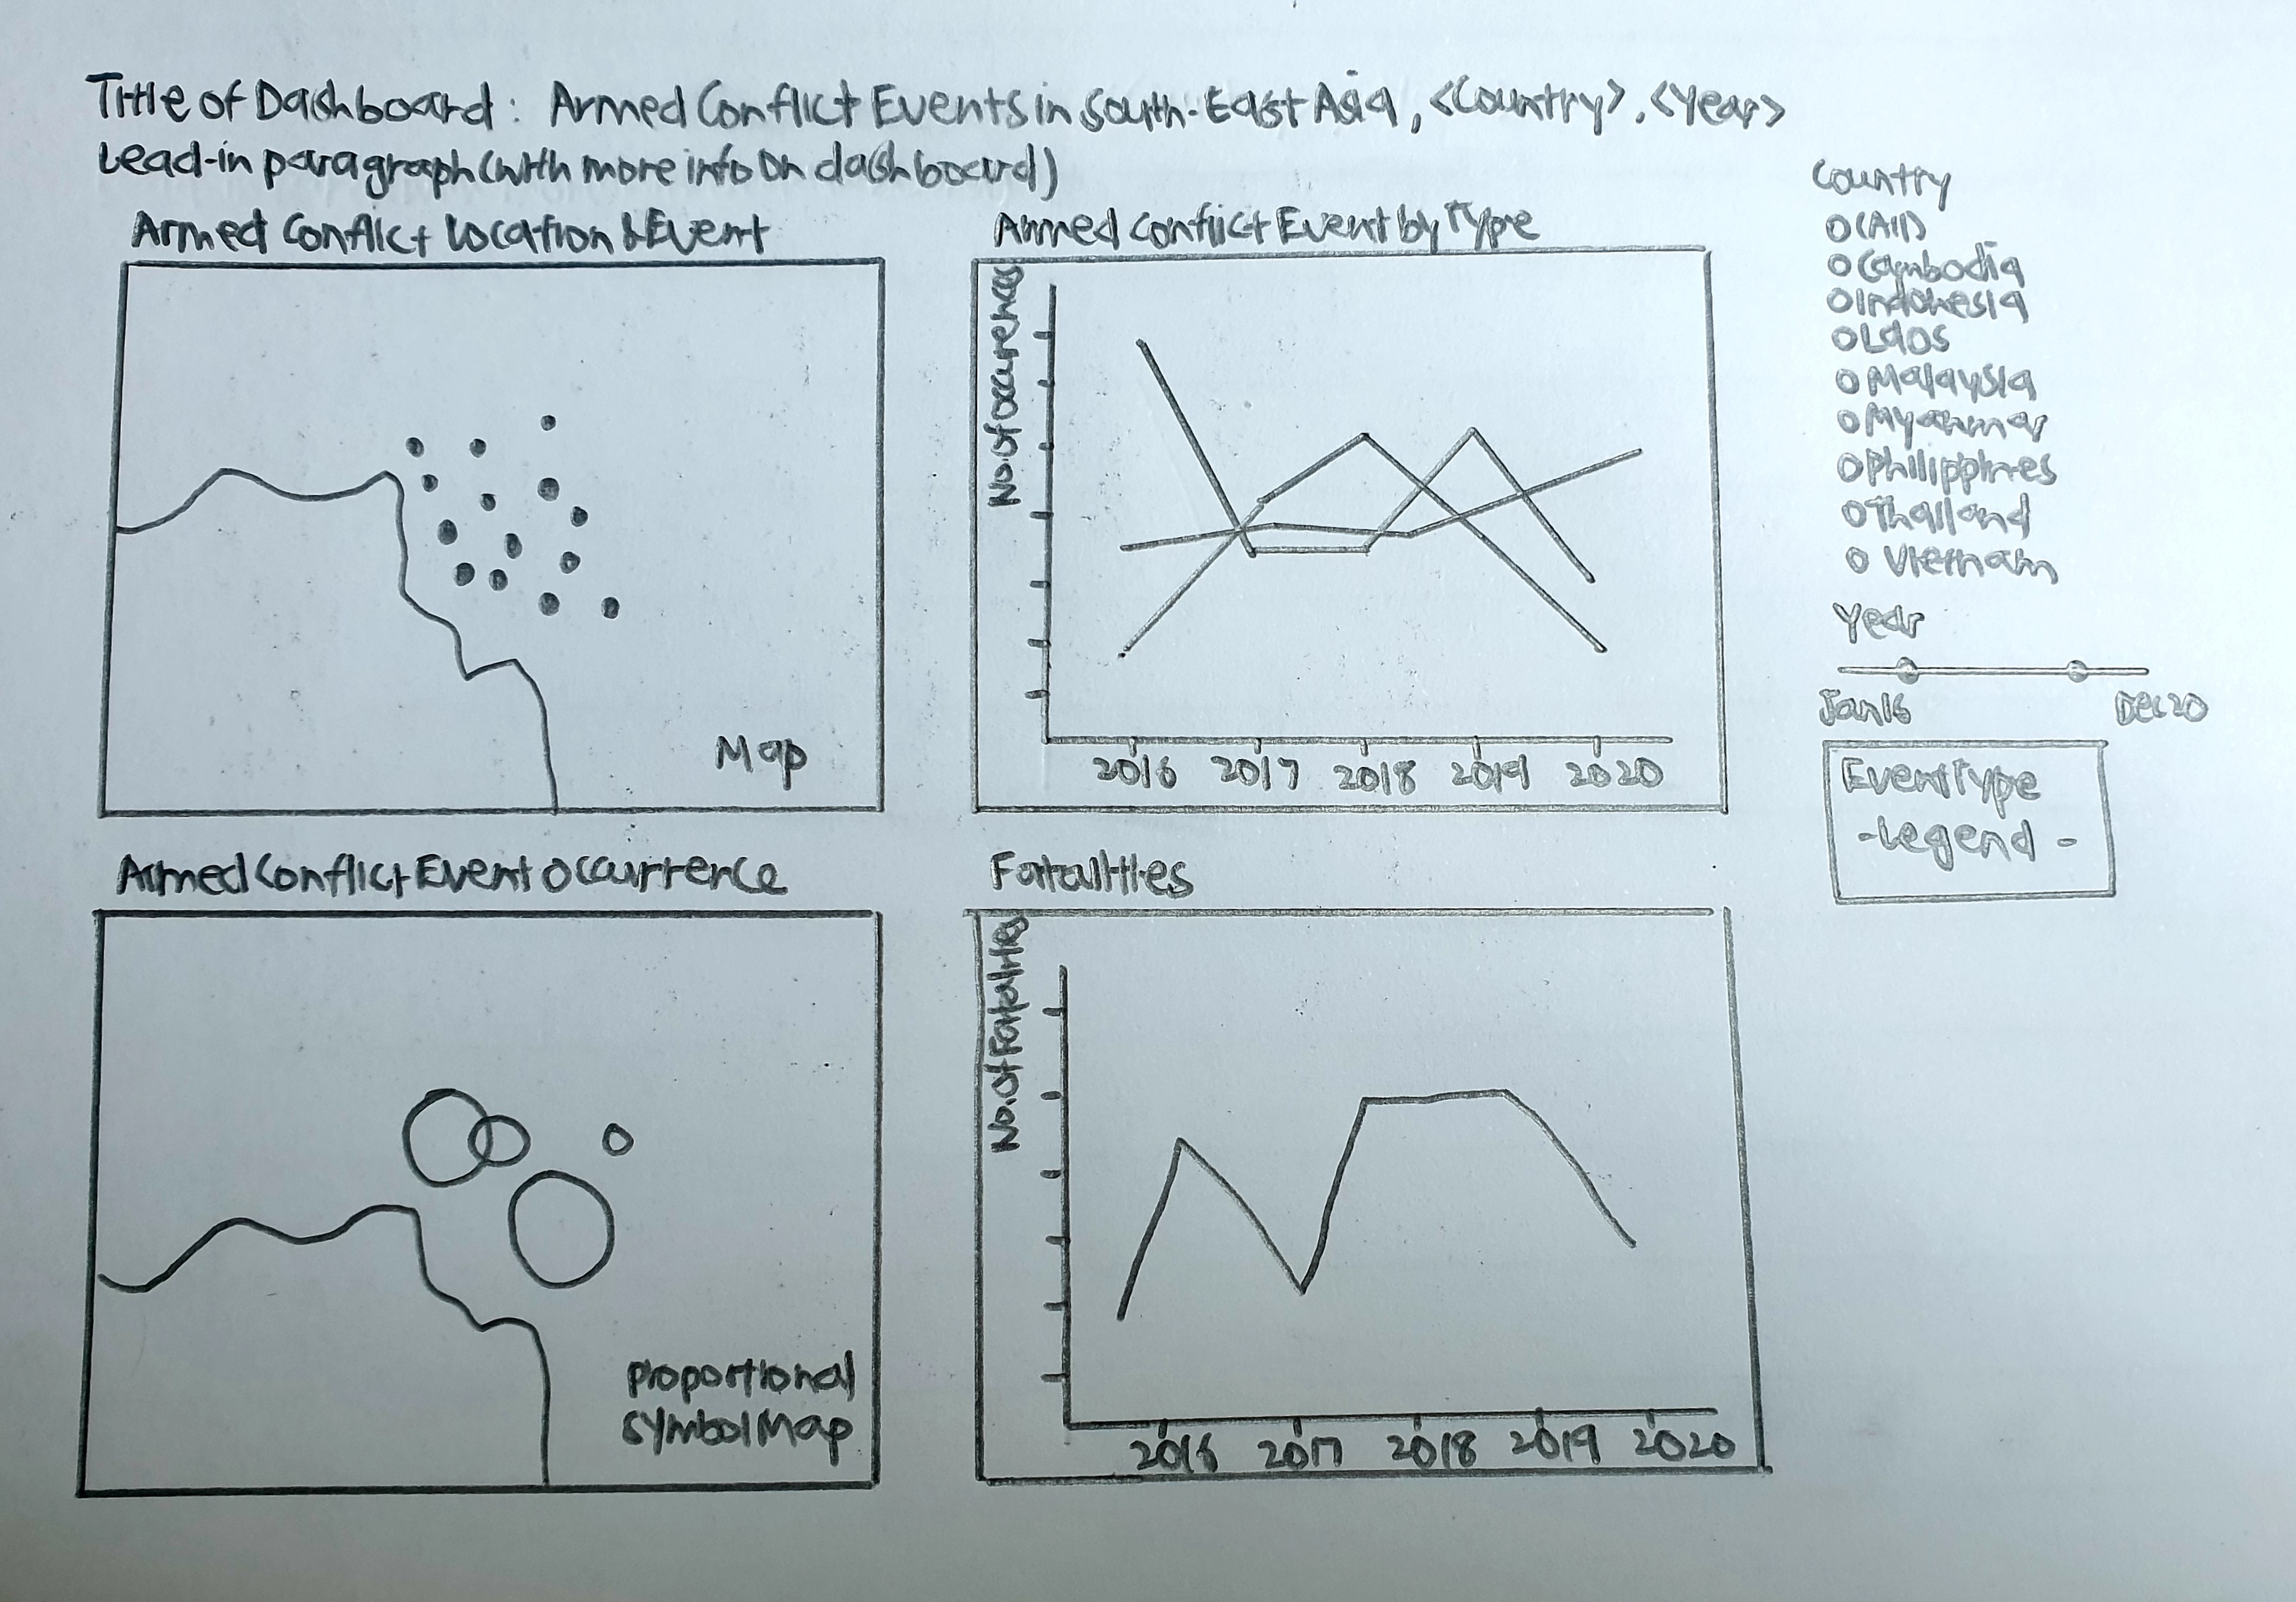 Title of Dashboard: Armed Conflict Events in South-East Asia, <Country>, <Year>
Lead-in paragraph (with more info on dashboard)
Armed Conflict Location & Event
Map
Armed Conflict Event by Type
No. of occurences
2016 2017 2018 2019 2020
Country
(All)
Cambodia
Indonesia
Laos
Malaysia
Myanmar
Philippines
Thailand
Vietnam
Year
Jan16 Dec20
Event Type
- Legend -
Armed Conflict Event Occurrence
Proportional
Symbol Map
Fatalities
No. of Fatalities
2016 2017 2018 2019 2020